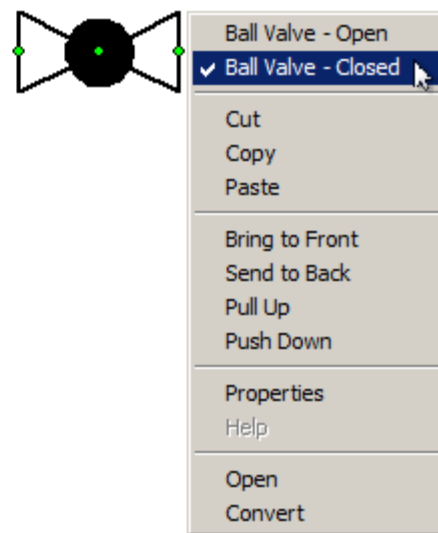 Ball Valve - Open
Ball Valve - Closed
Cut
Copy
Paste
Bring to Front
Send to Back
Pull Up
Push Down
Properties
Help
Open
Convert